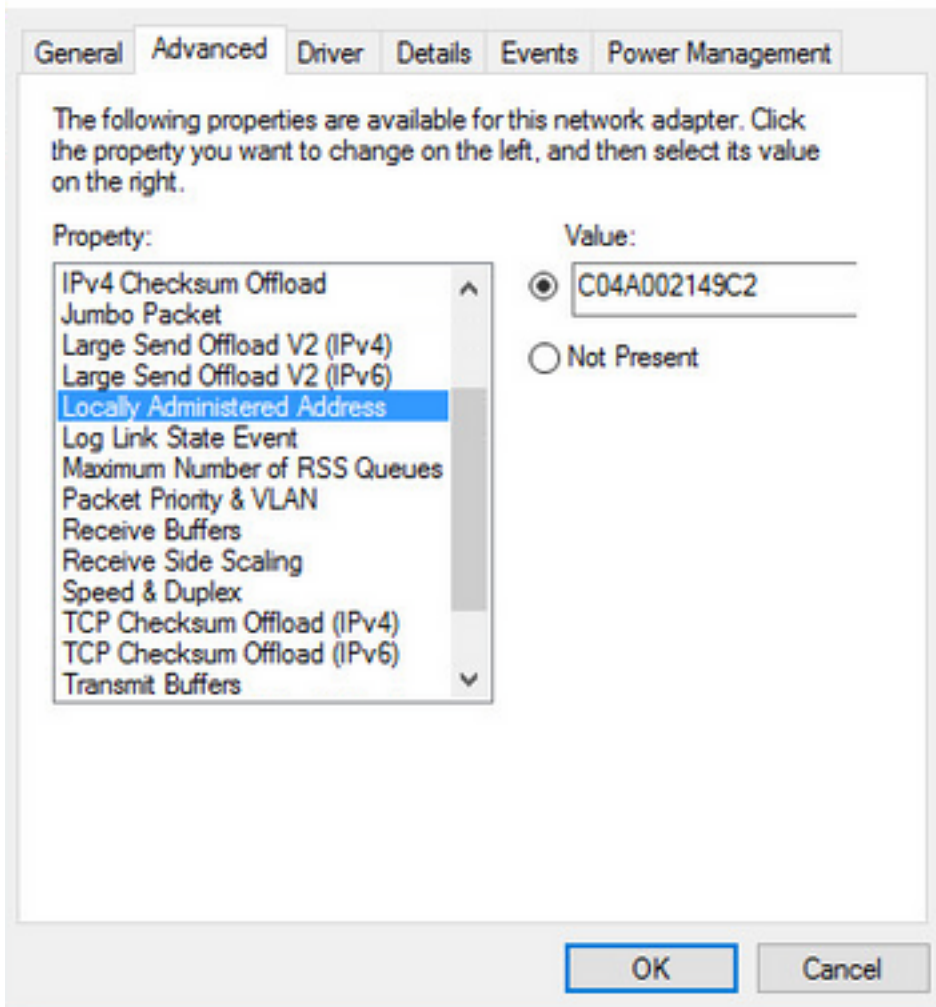 General Advanced Driver Details Events Power Management
The following properties are available for this network adapter. Click
the property you want to change on the left, and then select its value
on the right.
Property:
IPv4 Checksum Offload
Jumbo Packet
Large Send Offload V2 (IPv4)
Large Send Offload V2 (IPv6)
Locally Administered Address
Log Link State Event
Maximum Number of RSS Queues
Packet Priority & VLAN
Receive Buffers
Receive Side Scaling
Speed & Duplex
TCP Checksum Offload (IPv4)
TCP Checksum Offload (IPv6)
Transmit Buffers
Value:
C04A002149C2
Not Present
OK Cancel